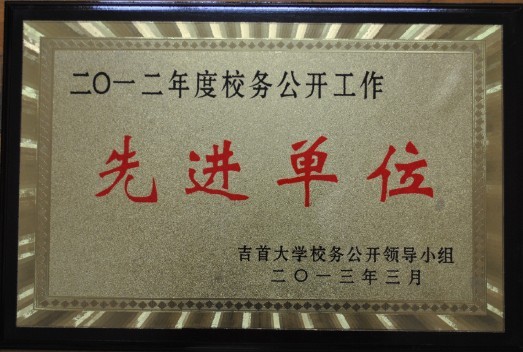 二〇一二年度校务公开工作
先进单位
吉首大学校务公开领导小组
二〇一三年三月